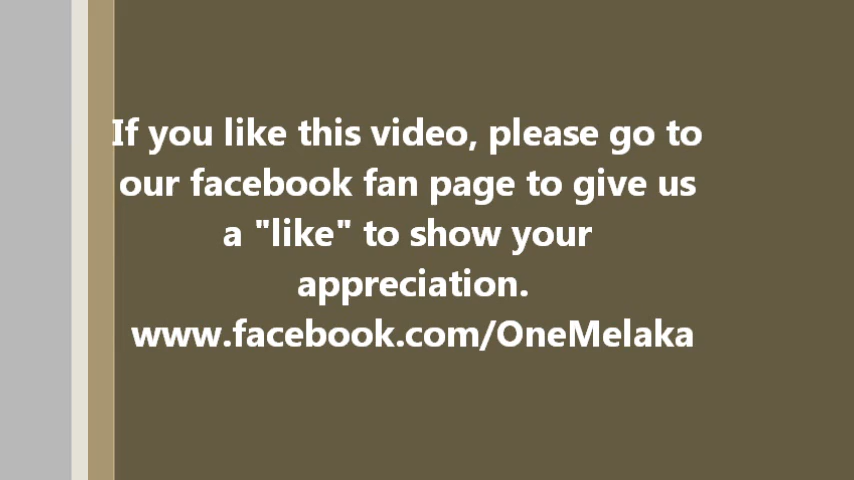 If you like this video, please go to
our facebook fan page to give us
a "like" to show your
appreciation.
www.facebook.com/OneMelaka